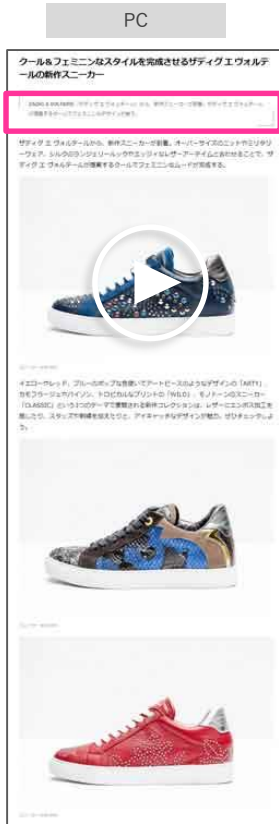 PC
クール＆フェミニンなスタイルを完成させるザディグ エ ヴォルテ
ールの新作スニーカー
ザディグ エ ヴォルテールから、新作スニーカーが到着。オーバーサイズのニットやミリタリ
ーウェア、シルクのランジェリールックやエッジィなレザーアーテイムと合わせることで、ザ
ディグ エ ヴォルテールが提案するクールでフェミニンなムードが完成する。
イエローやレッド、ブルーのポップな色使いでアートピースのようなデザインの「ARTY」、
カモフラージュやパイソン、トロピカルなプリントの「WILD」、モノトーンのスニーカー
「CLASSIC」という3つのテーマで展開される新作コレクションは、レザーにエンボス加工を
施したり、スタッズや刺繍を加えたりと、アイキャッチなデザインが魅力。ぜひチェックしよ
う。